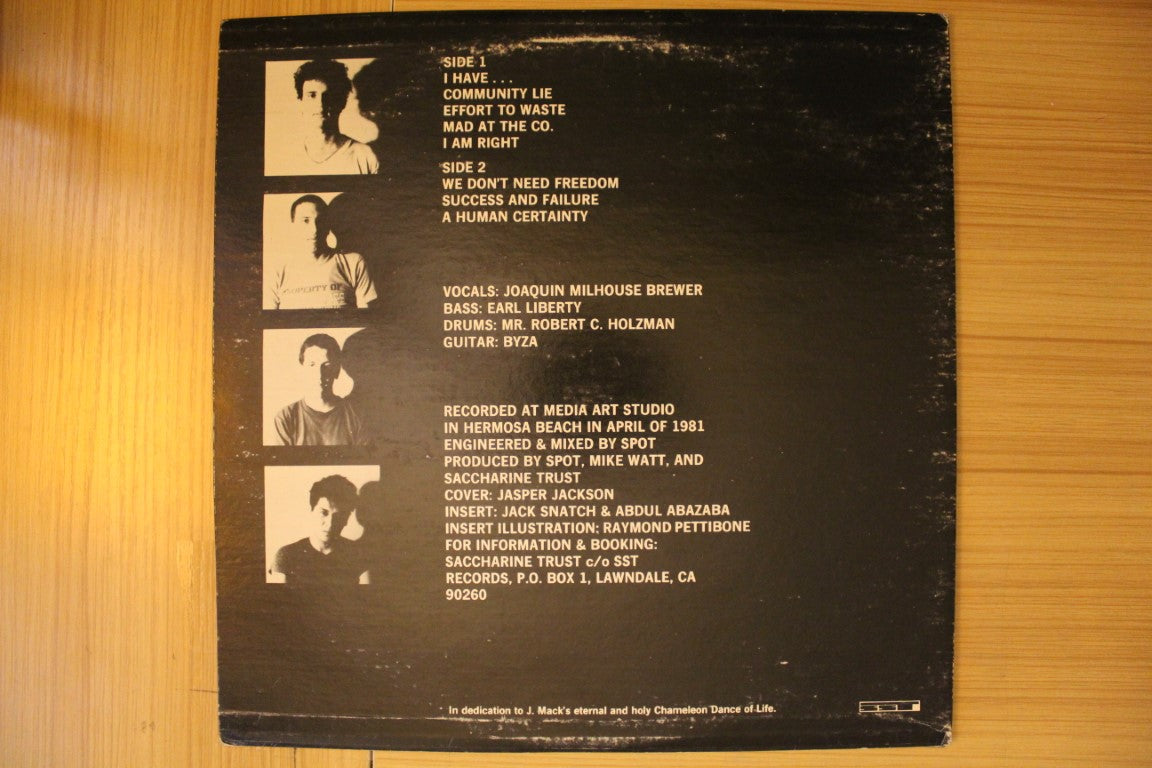 SIDE 1
I HAVE . . .
COMMUNITY LIE
EFFORT TO WASTE
MAD AT THE CO.
I AM RIGHT
SIDE 2
WE DON'T NEED FREEDOM
SUCCESS AND FAILURE
A HUMAN CERTAINTY
PROPERTY OF
VOCALS: JOAQUIN MILHOUSE BREWER
BASS: EARL LIBERTY
DRUMS: MR. ROBERT C. HOLZMAN
GUITAR: BYZA
RECORDED AT MEDIA ART STUDIO
IN HERMOSA BEACH IN APRIL OF 1981
ENGINEERED & MIXED BY SPOT
PRODUCED BY SPOT, MIKE WATT, AND
SACCHARINE TRUST
COVER: JASPER JACKSON
INSERT: JACK SNATCH & ABDUL ABAZABA
INSERT ILLUSTRATION: RAYMOND PETTIBONE
FOR INFORMATION & BOOKING:
SACCHARINE TRUST c/o SST
RECORDS, P.O. BOX 1, LAWNDALE, CA
90260
In dedication to J. Mack's eternal and holy Chameleon Dance of Life.
SST